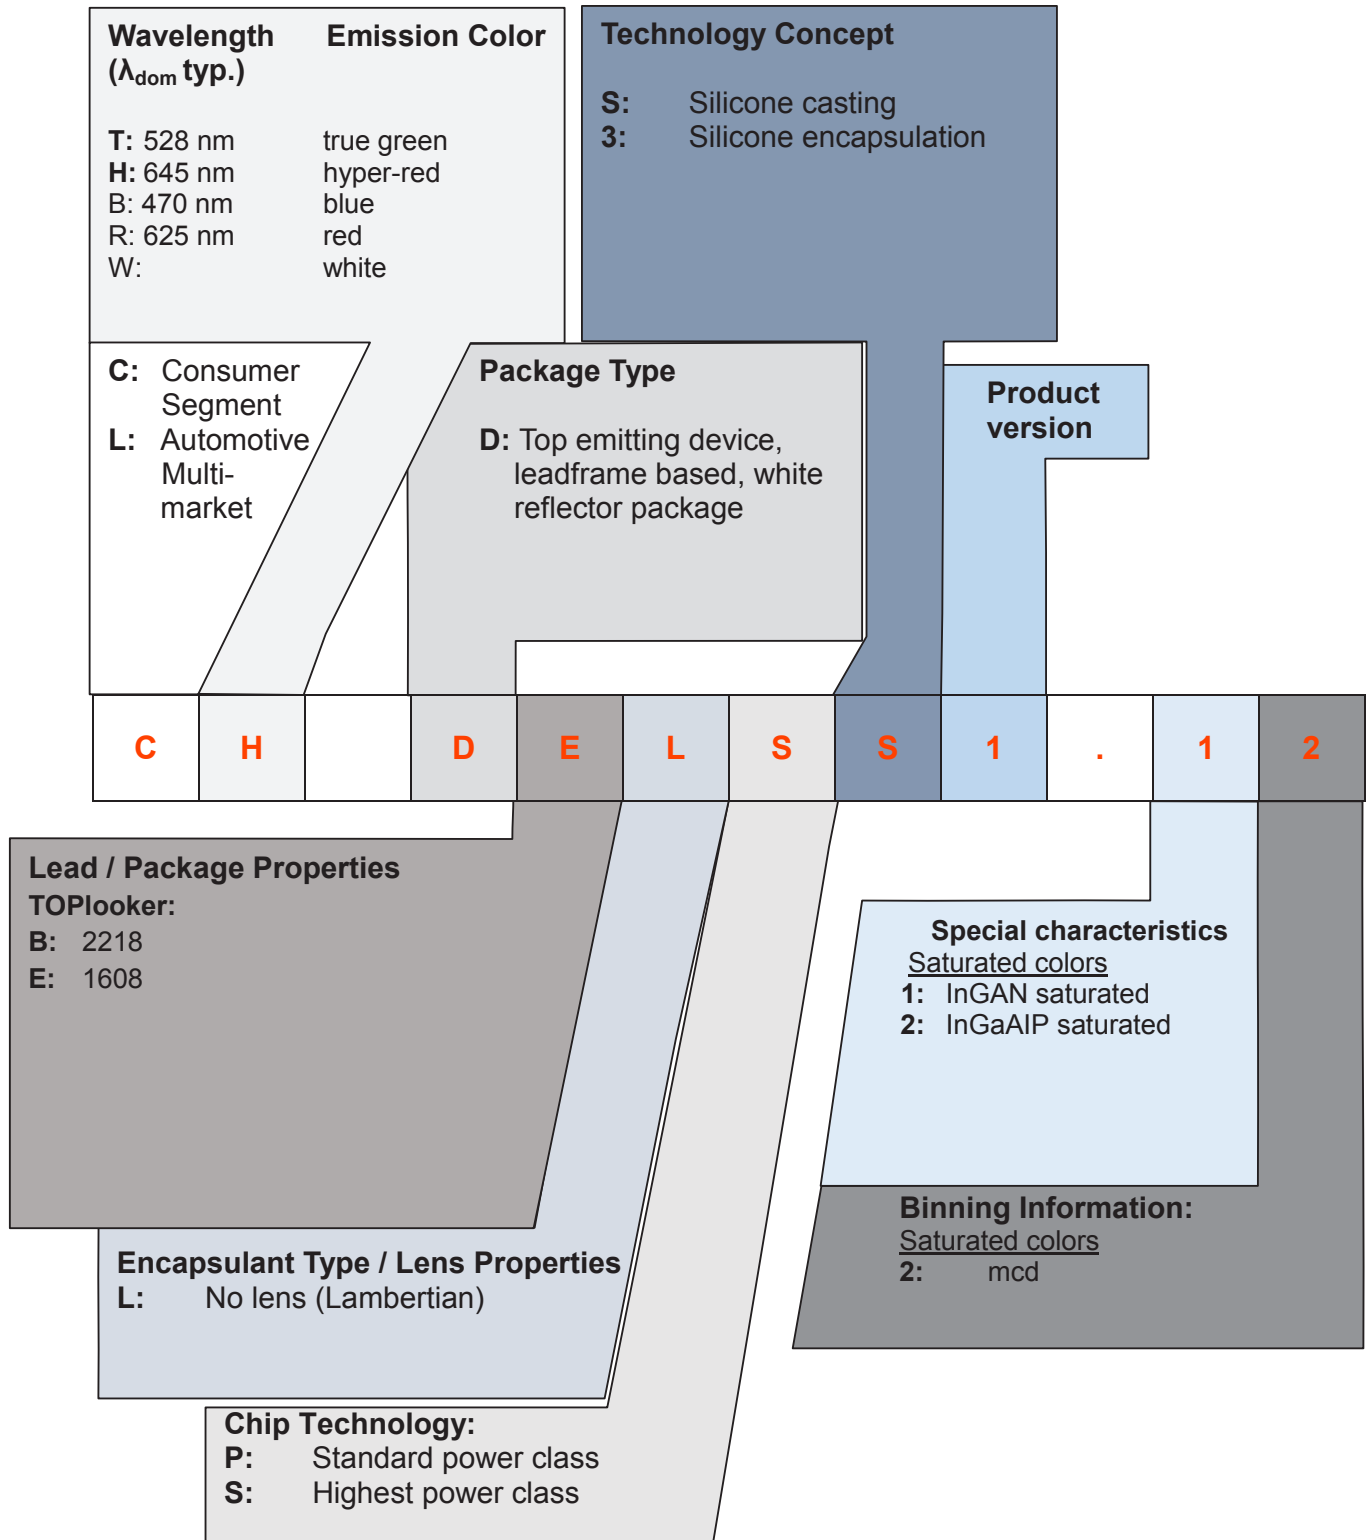 Wavelength Emission Color
(λdom typ.)
T: 528 nm true green
H: 645 nm hyper-red
B: 470 nm blue
R: 625 nm red
W: white
Technology Concept
S: Silicone casting
3: Silicone encapsulation
C: Consumer
Segment
L: Automotive
Multi-
market
Package Type
D: Top emitting device,
leadframe based, white
reflector package
Product
version
C H D E L S S 1 . 1 2
Lead / Package Properties
TOPlooker:
B: 2218
E: 1608
Encapsulant Type / Lens Properties
L: No lens (Lambertian)
Chip Technology:
P: Standard power class
S: Highest power class
Special characteristics
Saturated colors
1: InGAN saturated
2: InGaAlP saturated
Binning Information:
Saturated colors
2: mcd